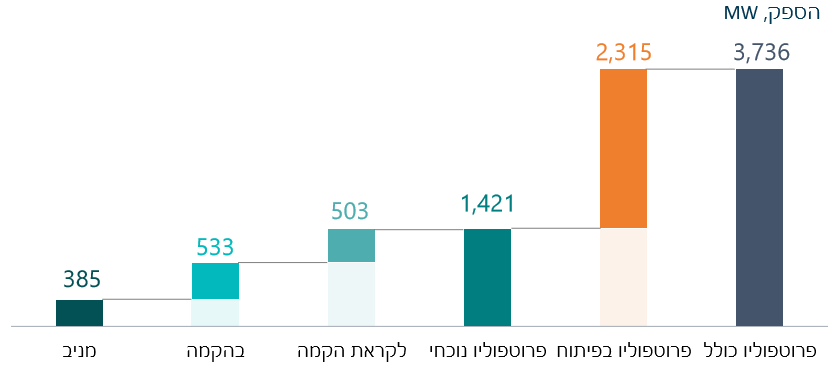 הספק, MW
385
533
503
1,421
2,315
3,736
מניב
בהקמה
לקראת הקמה
פרוטפוליו נוכחי
פרוטפוליו בפיתוח
פרוטפוליו כולל